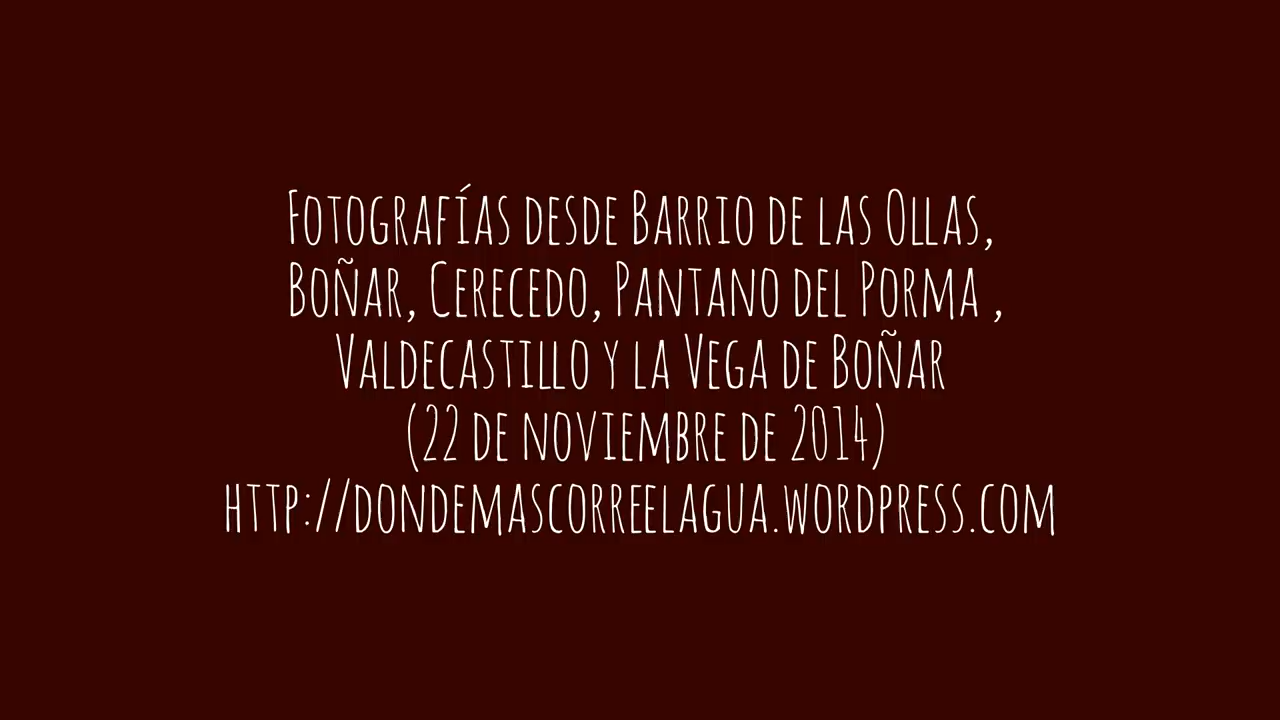 Fotografías desde Barrio de las Ollas,
Boñar, Cerecedo, Pantano del Porma ,
Valdecastillo y la Vega de Boñar
(22 de noviembre de 2014)
http://dondemascorreelagua.wordpress.com